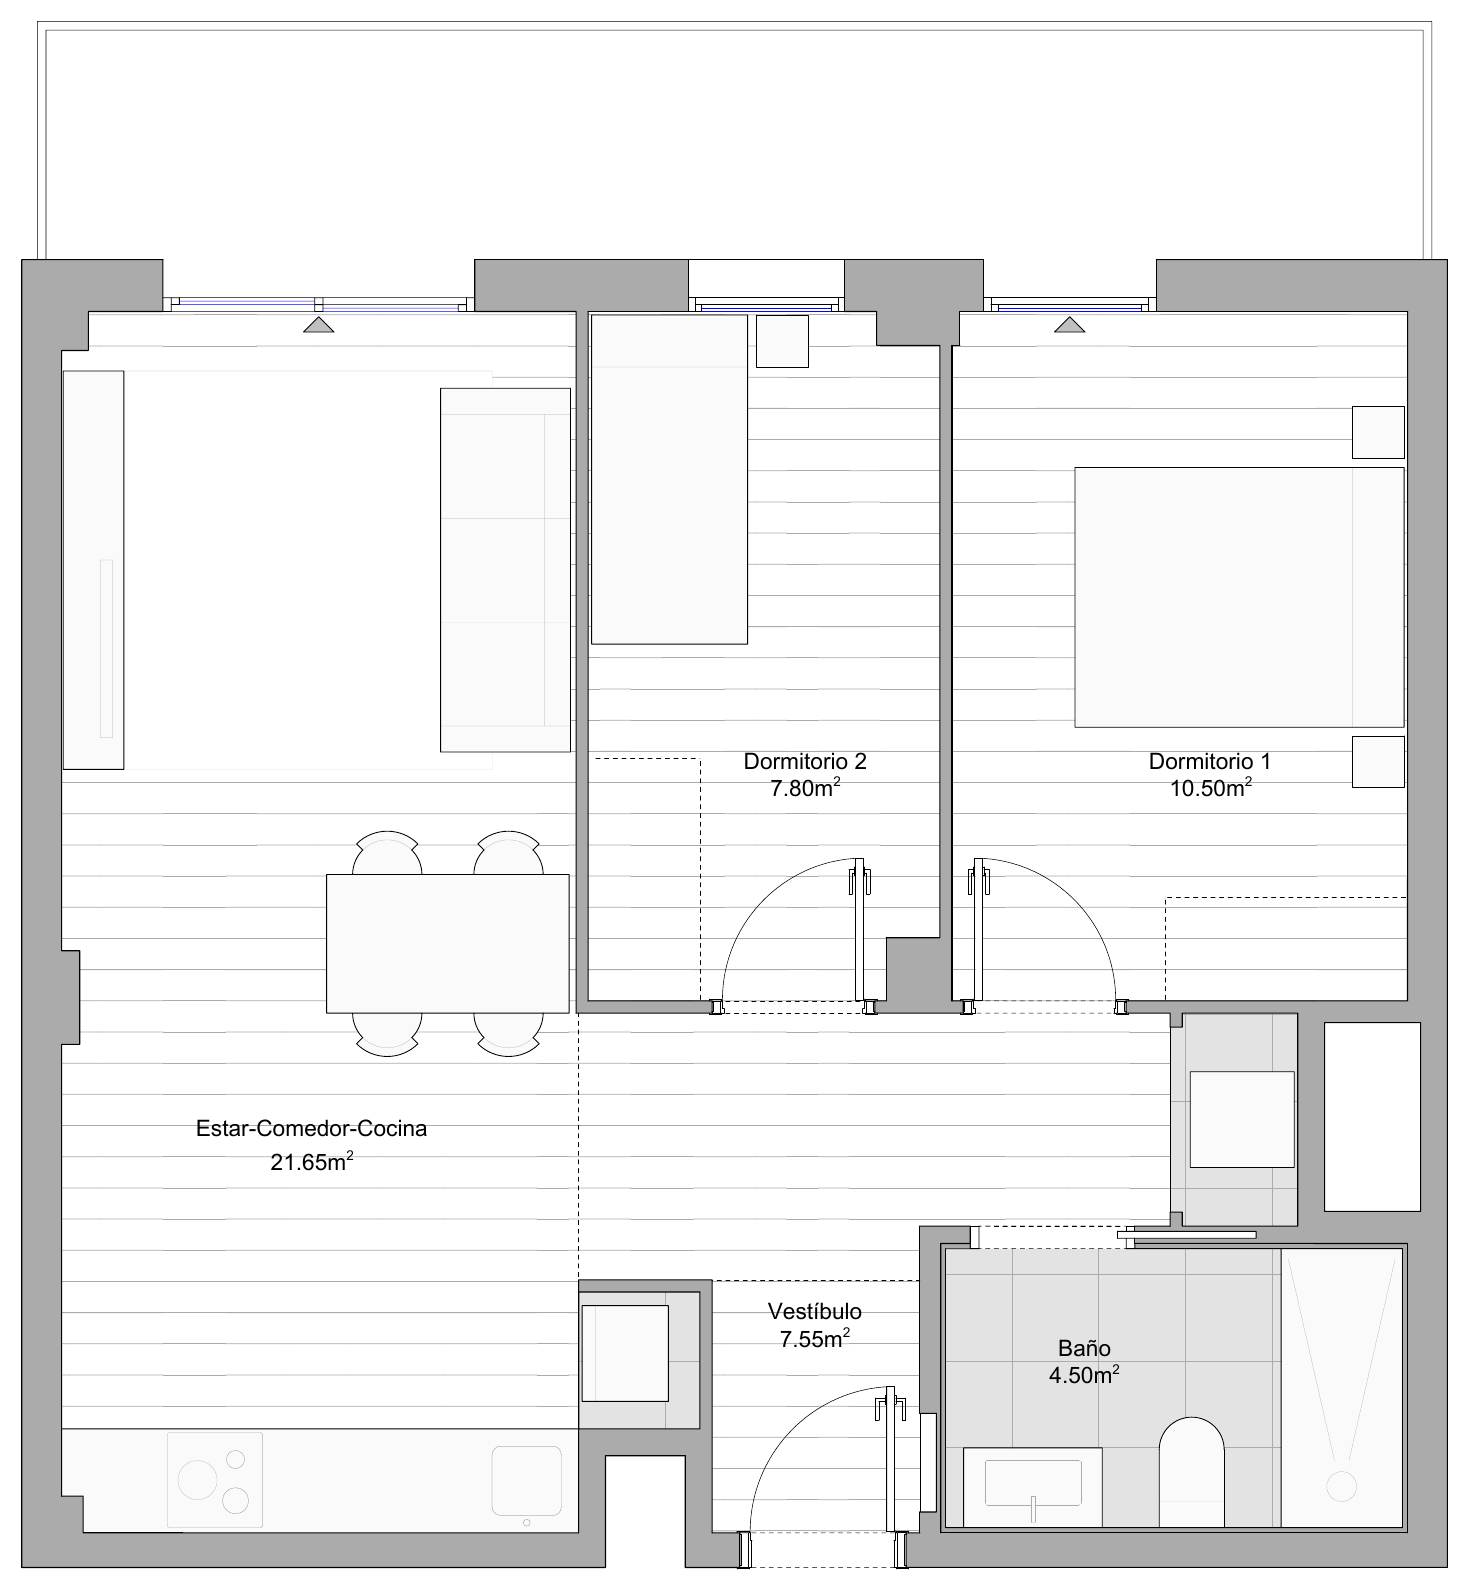 Dormitorio 2
7.80m²
Dormitorio 1
10.50m²
Estar-Comedor-Cocina
21.65m²
Vestíbulo
7.55m²
Baño
4.50m²